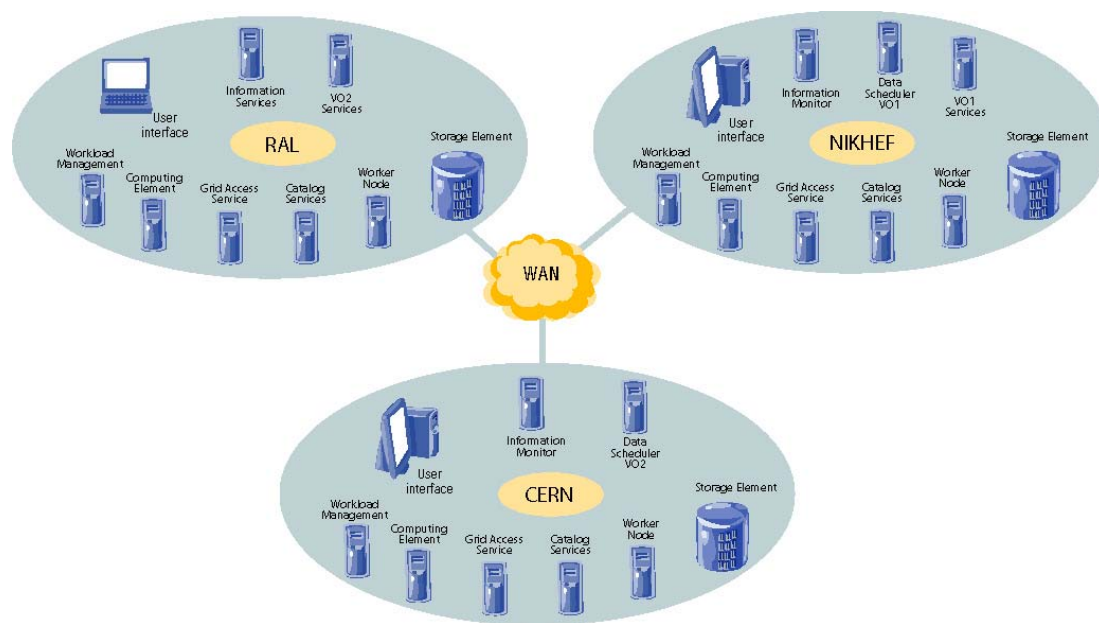 Information
Services
VO2
Services
User
interface
RAL
Storage Element
Workload
Management
Computing
Element
Grid Access
Service
Catalog
Services
Worker
Node
Information
Monitor
Data
Scheduler
VO1
VO1
Services
User
interface
NIKHEF
Storage Element
Workload
Management
Computing
Element
Grid Access
Service
Catalog
Services
Worker
Node
WAN
Information
Monitor
Data
Scheduler
VO2
User
interface
CERN
Storage Element
Workload
Management
Computing
Element
Grid Access
Service
Catalog
Services
Worker
Node